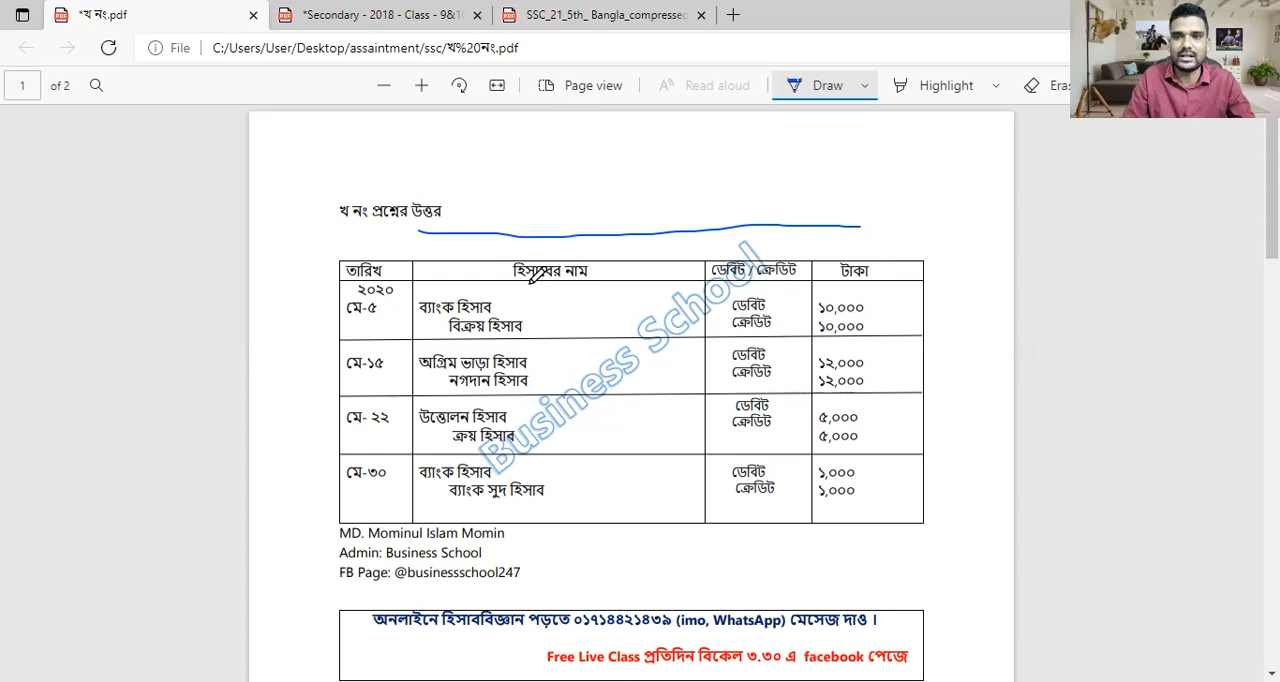 *খ নং.pdf
*Secondary - 2018 - Class - 9&10
SSC_21_5th_ Bangla_compressed
File
C:/Users/User/Desktop/assaintment/ssc/খ%20নং.pdf
1 of 2
Page view
Read aloud
Draw
Highlight
খ নং প্রশ্নের উত্তর
তারিখ হিসাবের নাম ডেবিট / ক্রেডিট টাকা
২০২০
মে-৫ ব্যাংক হিসাব ডেবিট ১০,০০০
বিক্রয় হিসাব ক্রেডিট ১০,০০০
মে-১৫ অগ্রিম ভাড়া হিসাব ডেবিট ১২,০০০
নগদান হিসাব ক্রেডিট ১২,০০০
মে- ২২ উত্তোলন হিসাব ডেবিট ৫,০০০
ক্রয় হিসাব ক্রেডিট ৫,০০০
মে-৩০ ব্যাংক হিসাব ডেবিট ১,০০০
ব্যাংক সুদ হিসাব ক্রেডিট ১,০০০
Business School
MD. Mominul Islam Momin
Admin: Business School
FB Page: @businessschool247
অনলাইনে হিসাববিজ্ঞান পড়তে ০১৭১৪৪২১৪৩৯ (imo, WhatsApp) মেসেজ দাও ।
Free Live Class প্রতিদিন বিকেল ৩.৩০ এ facebook পেজে